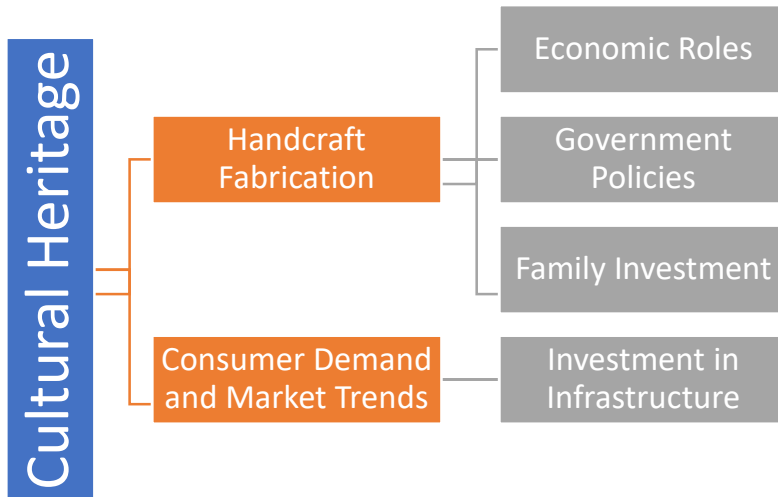 Cultural Heritage
Handcraft
Fabrication
Consumer Demand
and Market Trends
Economic Roles
Government
Policies
Family Investment
Investment in
Infrastructure